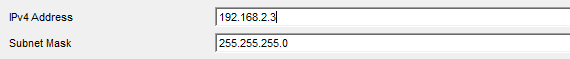 IPv4 Address 192.168.2.3
Subnet Mask 255.255.255.0